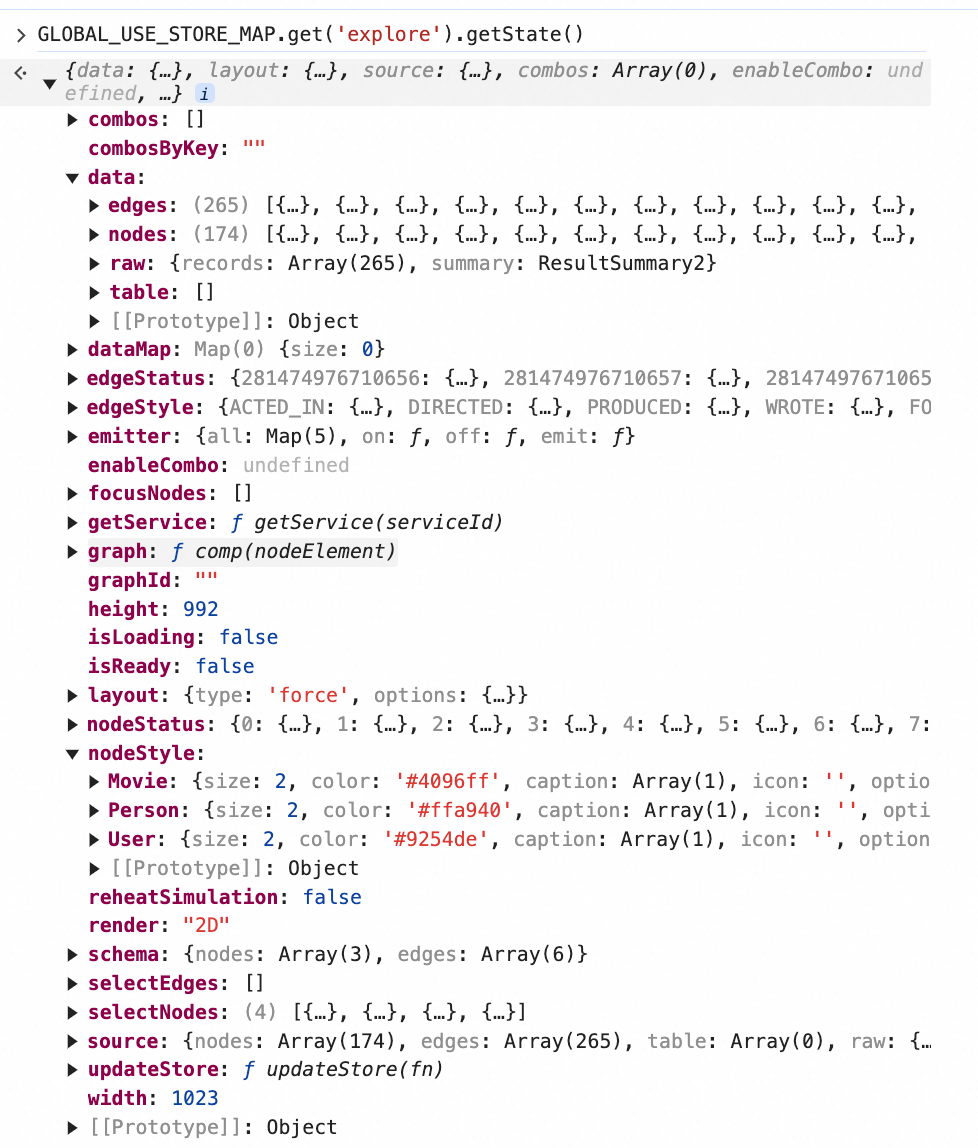 > GLOBAL_USE_STORE_MAP.get('explore').getState()
{data: {…}, layout: {…}, source: {…}, combos: Array(0), enableCombo: und
efined, …} i
combos: []
combosByKey: ""
data:
edges: (265) [{…}, {…}, {…}, {…}, {…}, {…}, {…}, {…}, {…}, {…}, {…},
nodes: (174) [{…}, {…}, {…}, {…}, {…}, {…}, {…}, {…}, {…}, {…}, {…},
raw: {records: Array(265), summary: ResultSummary2}
table: []
[[Prototype]]: Object
dataMap: Map(0) {size: 0}
edgeStatus: {281474976710656: {…}, 281474976710657: {…}, 28147497671065
edgeStyle: {ACTED_IN: {…}, DIRECTED: {…}, PRODUCED: {…}, WROTE: {…}, FO
emitter: {all: Map(5), on: ƒ, off: ƒ, emit: ƒ}
enableCombo: undefined
focusNodes: []
getService: ƒ getService(serviceId)
graph: ƒ comp(nodeElement)
graphId: ""
height: 992
isLoading: false
isReady: false
layout: {type: 'force', options: {…}}
nodeStatus: {0: {…}, 1: {…}, 2: {…}, 3: {…}, 4: {…}, 5: {…}, 6: {…}, 7:
nodeStyle:
Movie: {size: 2, color: '#4096ff', caption: Array(1), icon: '', optio
Person: {size: 2, color: '#ffa940', caption: Array(1), icon: '', opti
User: {size: 2, color: '#9254de', caption: Array(1), icon: '', option
[[Prototype]]: Object
reheatSimulation: false
render: "2D"
schema: {nodes: Array(3), edges: Array(6)}
selectEdges: []
selectNodes: (4) [{…}, {…}, {…}, {…}]
source: {nodes: Array(174), edges: Array(265), table: Array(0), raw: {…
updateStore: ƒ updateStore(fn)
width: 1023
[[Prototype]]: Object